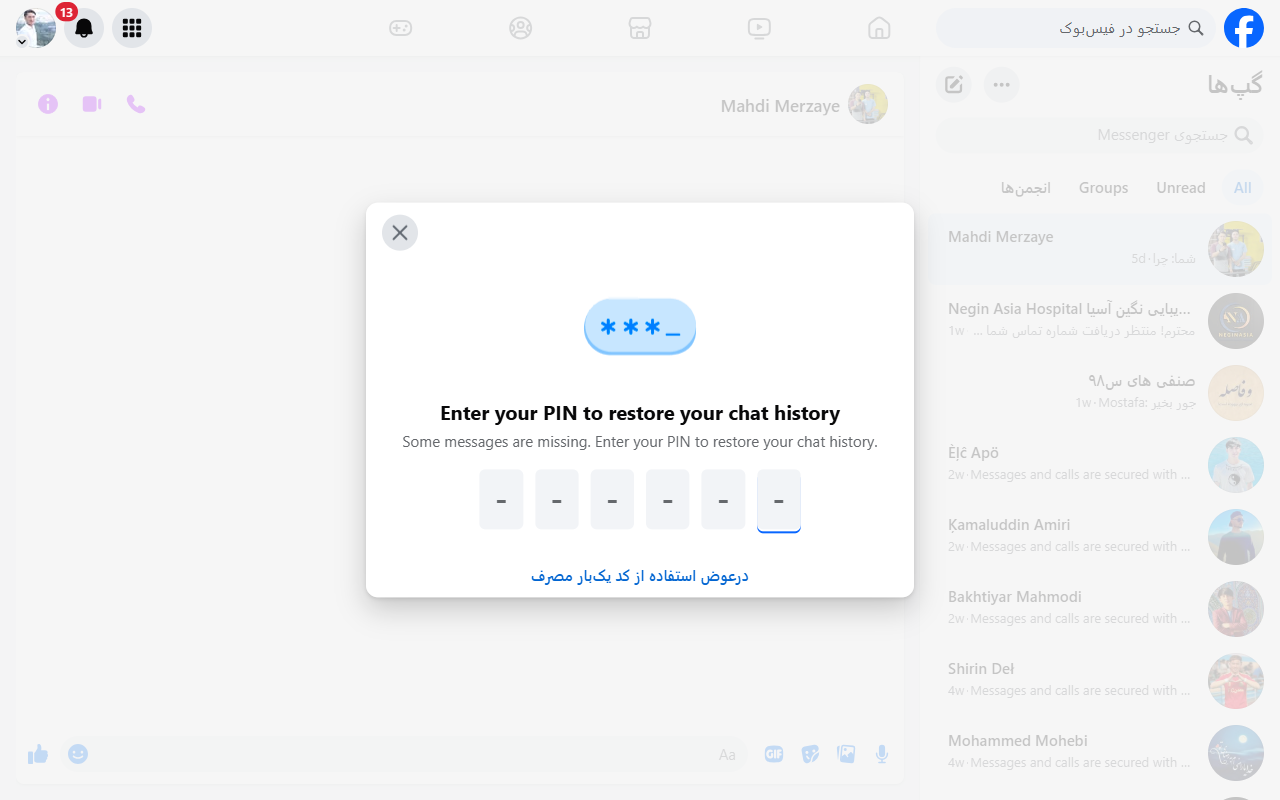 13
جستجو در فیس‌بوک
گپ‌ها
جستجوی Messenger
All
Unread
Groups
انجمن‌ها
Mahdi Merzaye
Mahdi Merzaye
شما: چرا · 5d
Negin Asia Hospital یبایی نگین آسیا...
محترم! منتظر دریافت شماره تماس شما ... · 1w
صنفی های س۹۸
Mostafa: جور بخیر · 1w
Ėḷċ Apö
Messages and calls are secured with ... · 2w
Ķamaluddin Amiri
Messages and calls are secured with ... · 2w
Bakhtiyar Mahmodi
Messages and calls are secured with ... · 2w
Shirin Deł
Messages and calls are secured with ... · 4w
Mohammed Mohebi
Messages and calls are secured with ... · 4w
***_
Enter your PIN to restore your chat history
Some messages are missing. Enter your PIN to restore your chat history.
- - - - - -
درعوض استفاده از کد یک‌بار مصرف
Aa
GIF